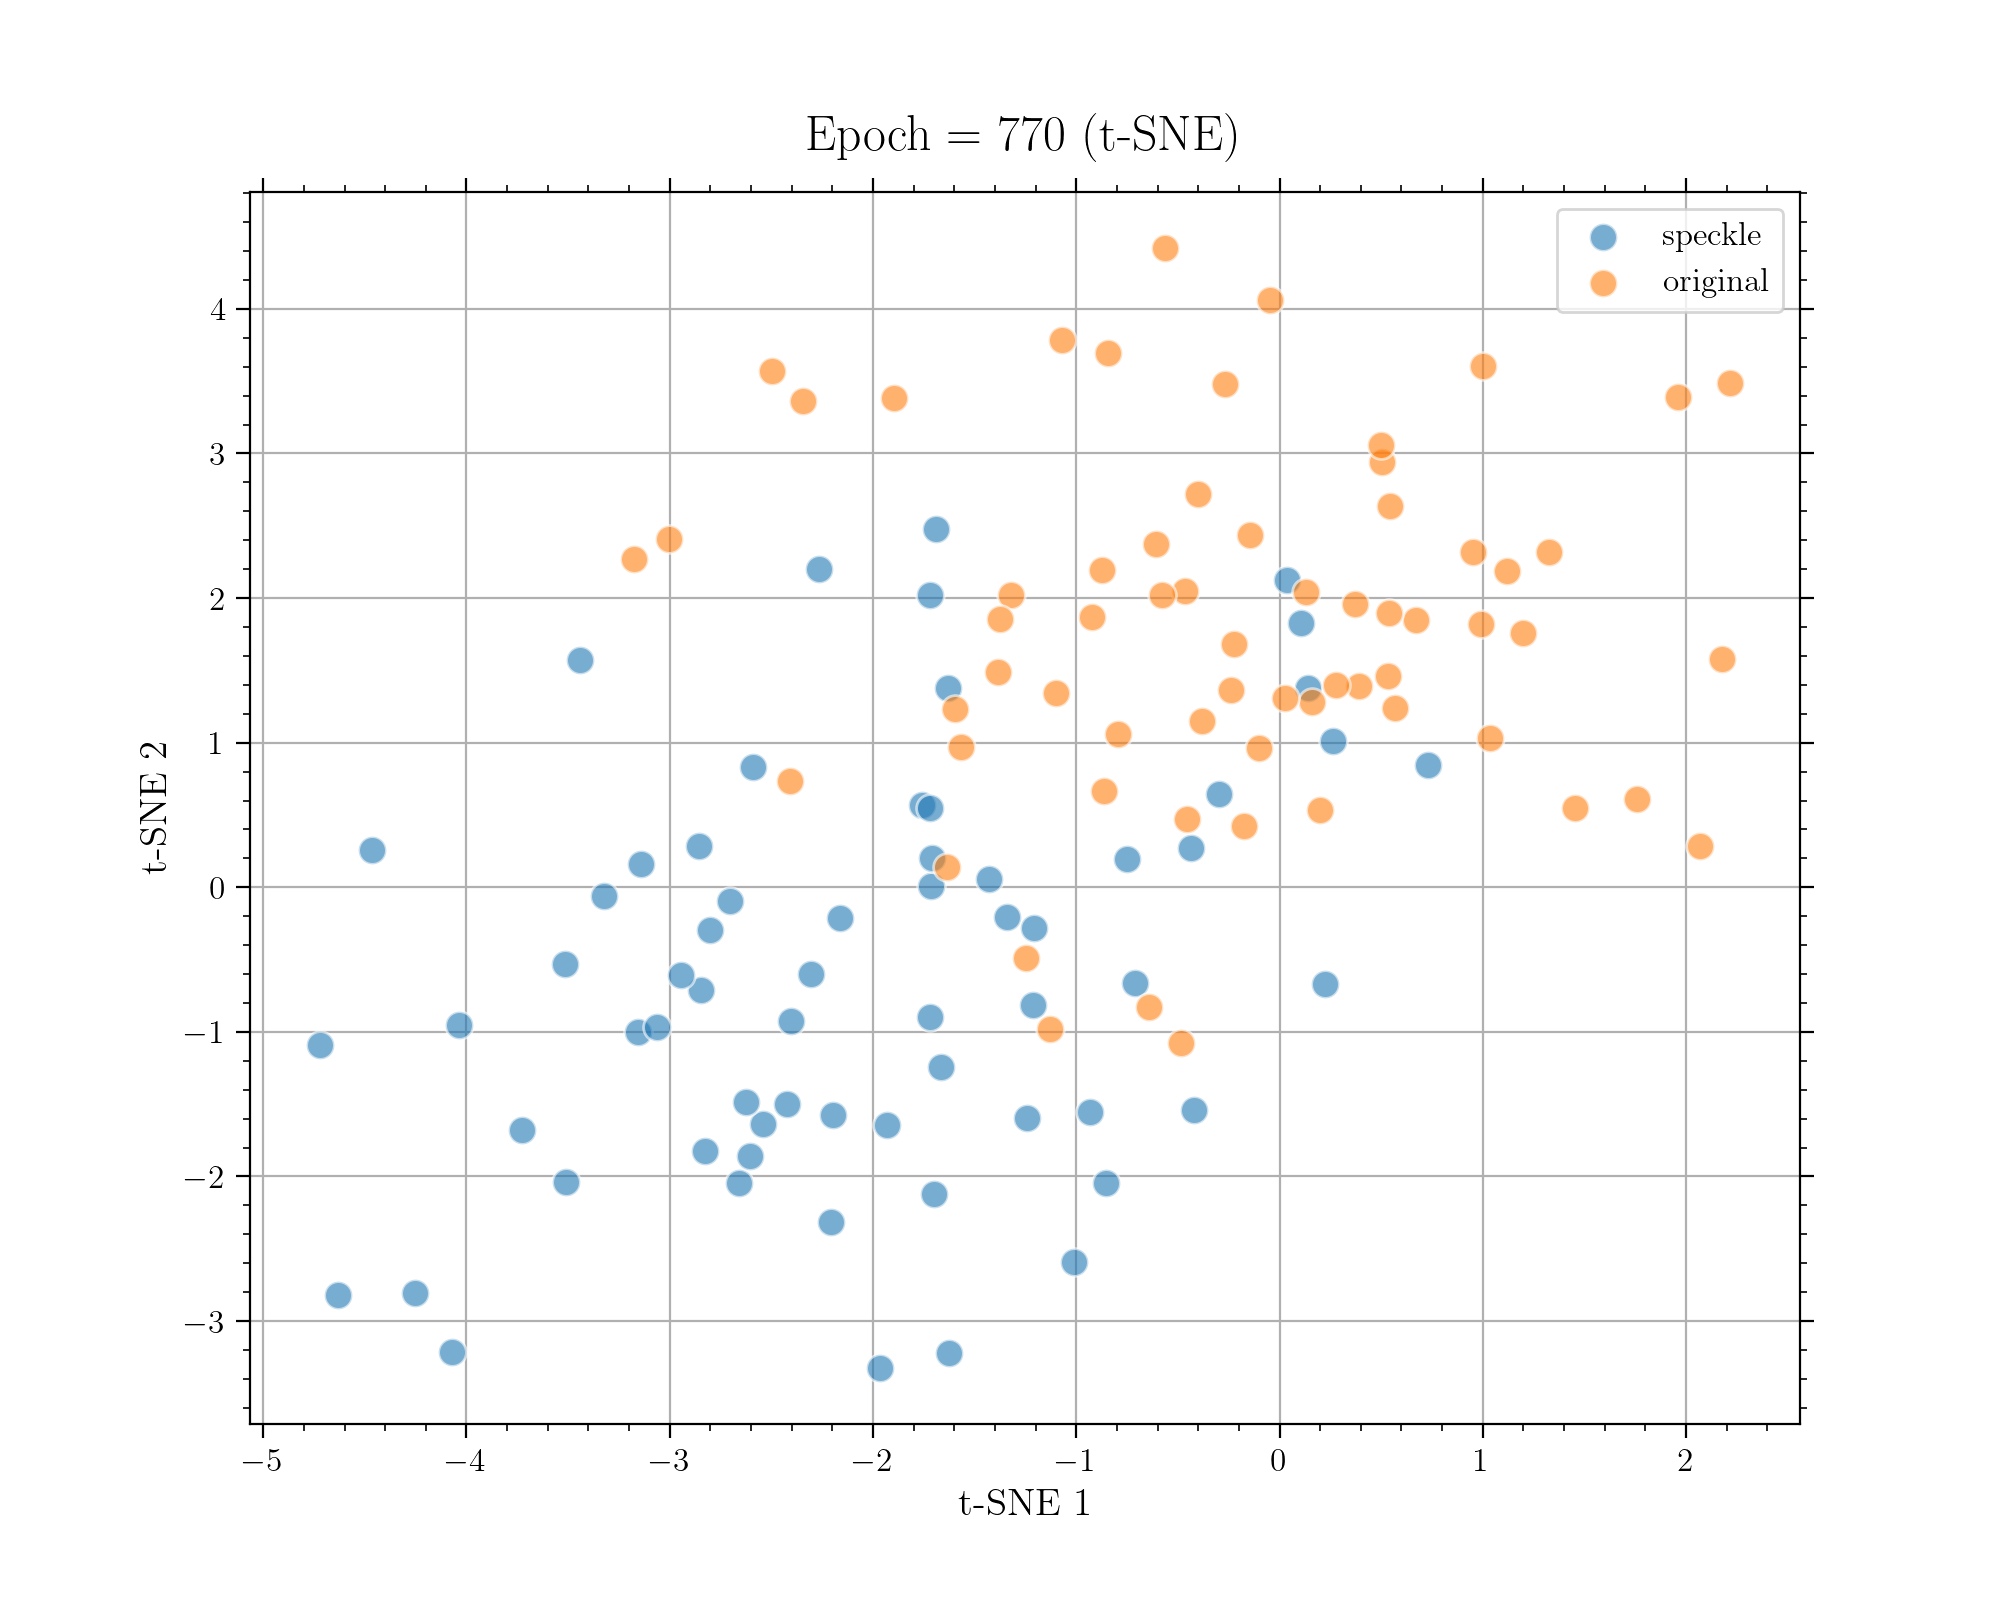 Epoch = 770 (t-SNE)
speckle
original
t-SNE 2
4
3
2
1
0
−1
−2
−3
−5 −4 −3 −2 −1 0 1 2
t-SNE 1